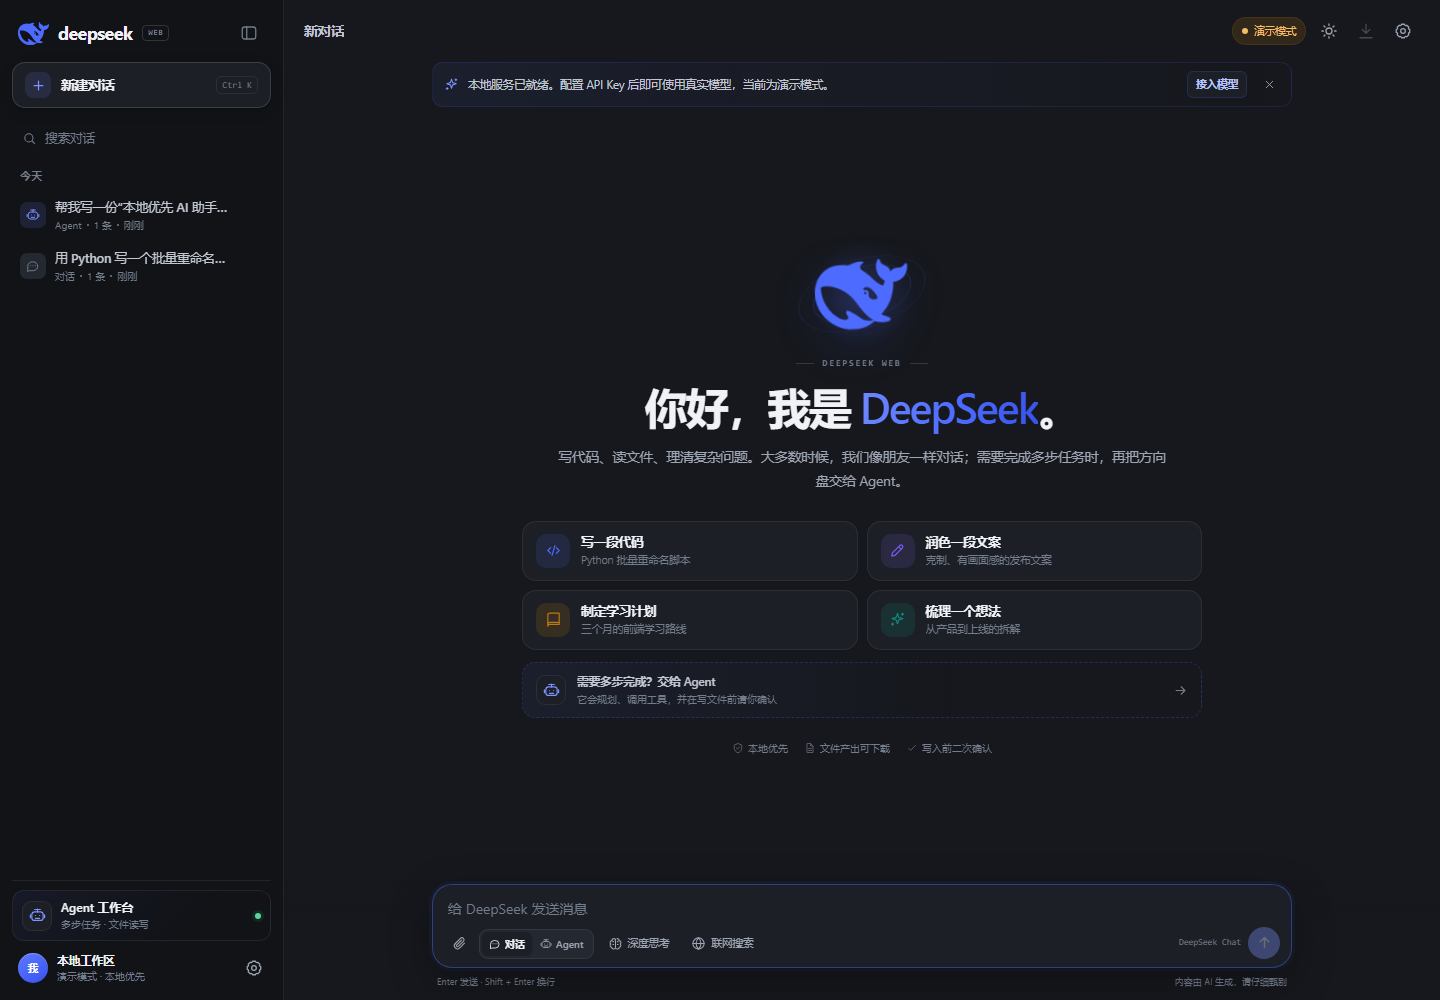 deepseek WEB
新建对话 Ctrl K
搜索对话
今天
帮我写一份“本地优先 AI 助手...
Agent · 1 条 · 刚刚
用 Python 写一个批量重命名...
对话 · 1 条 · 刚刚
Agent 工作台
多步任务 · 文件读写
我 本地工作区
演示模式 · 本地优先
新对话
演示模式
本地服务已就绪。配置 API Key 后即可使用真实模型，当前为演示模式。
接入模型
DEEPSEEK WEB
你好，我是 DeepSeek。
写代码、读文件、理清复杂问题。大多数时候，我们像朋友一样对话；需要完成多步任务时，再把方向
盘交给 Agent。
写一段代码
Python 批量重命名脚本
润色一段文案
克制、有画面感的发布文案
制定学习计划
三个月的前端学习路线
梳理一个想法
从产品到上线的拆解
需要多步完成？交给 Agent
它会规划、调用工具，并在写文件前请你确认
本地优先 文件产出可下载 写入前二次确认
给 DeepSeek 发送消息
对话 Agent 深度思考 联网搜索 DeepSeek Chat
Enter 发送 · Shift + Enter 换行
内容由 AI 生成，请仔细甄别